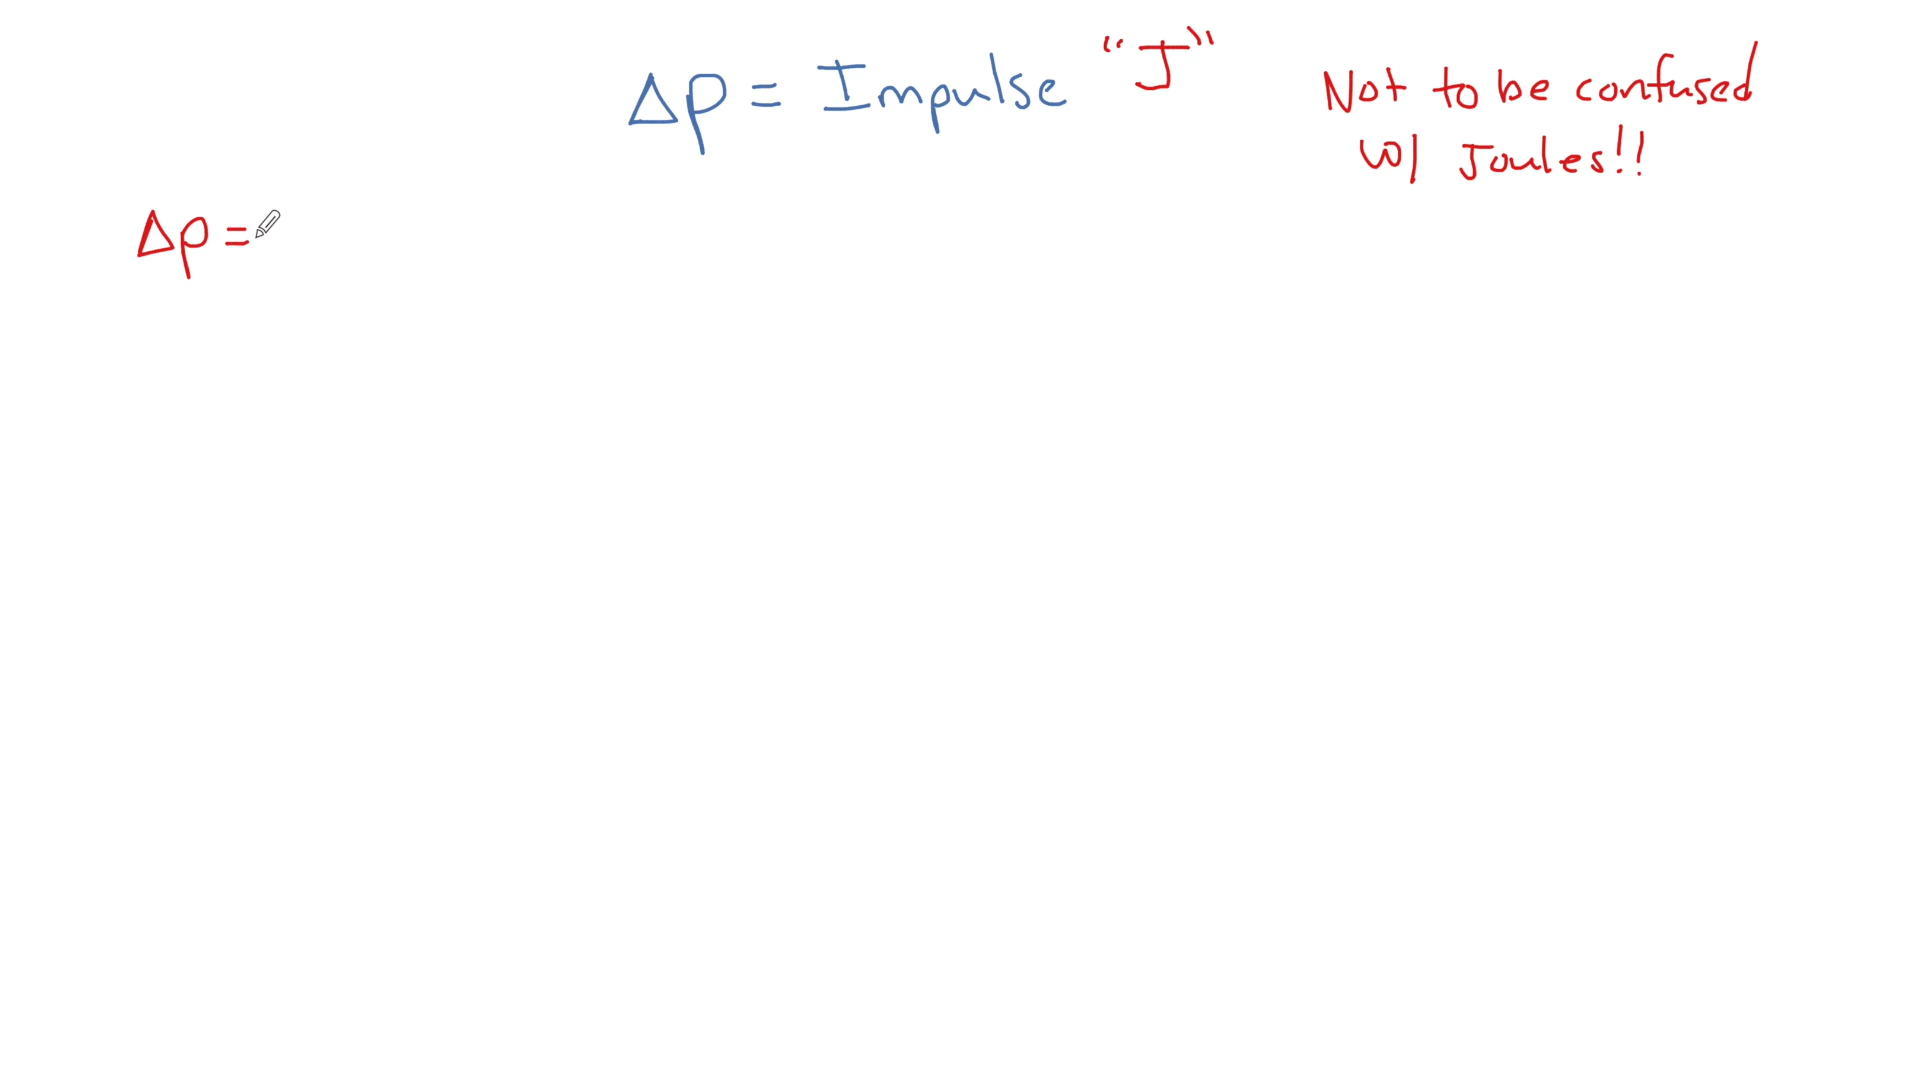 Δp = Impulse "J"
Not to be confused
w/ Joules!!
Δp =